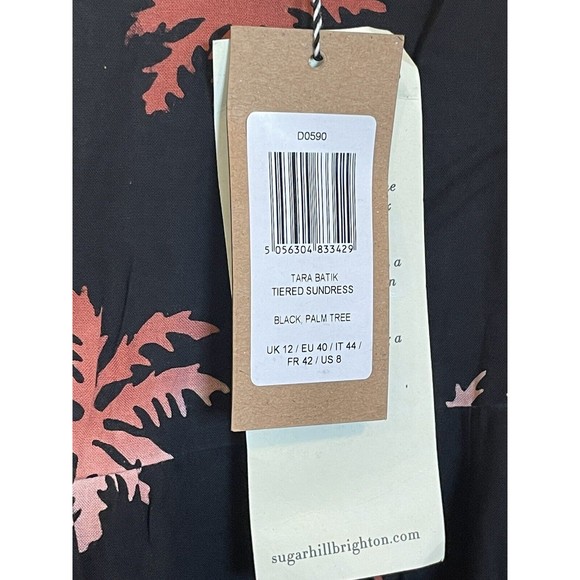 D0590
5 056304 833429
TARA BATIK
TIERED SUNDRESS
BLACK, PALM TREE
UK 12 / EU 40 / IT 44 /
FR 42 / US 8
a
a
sugarhillbrighton.com